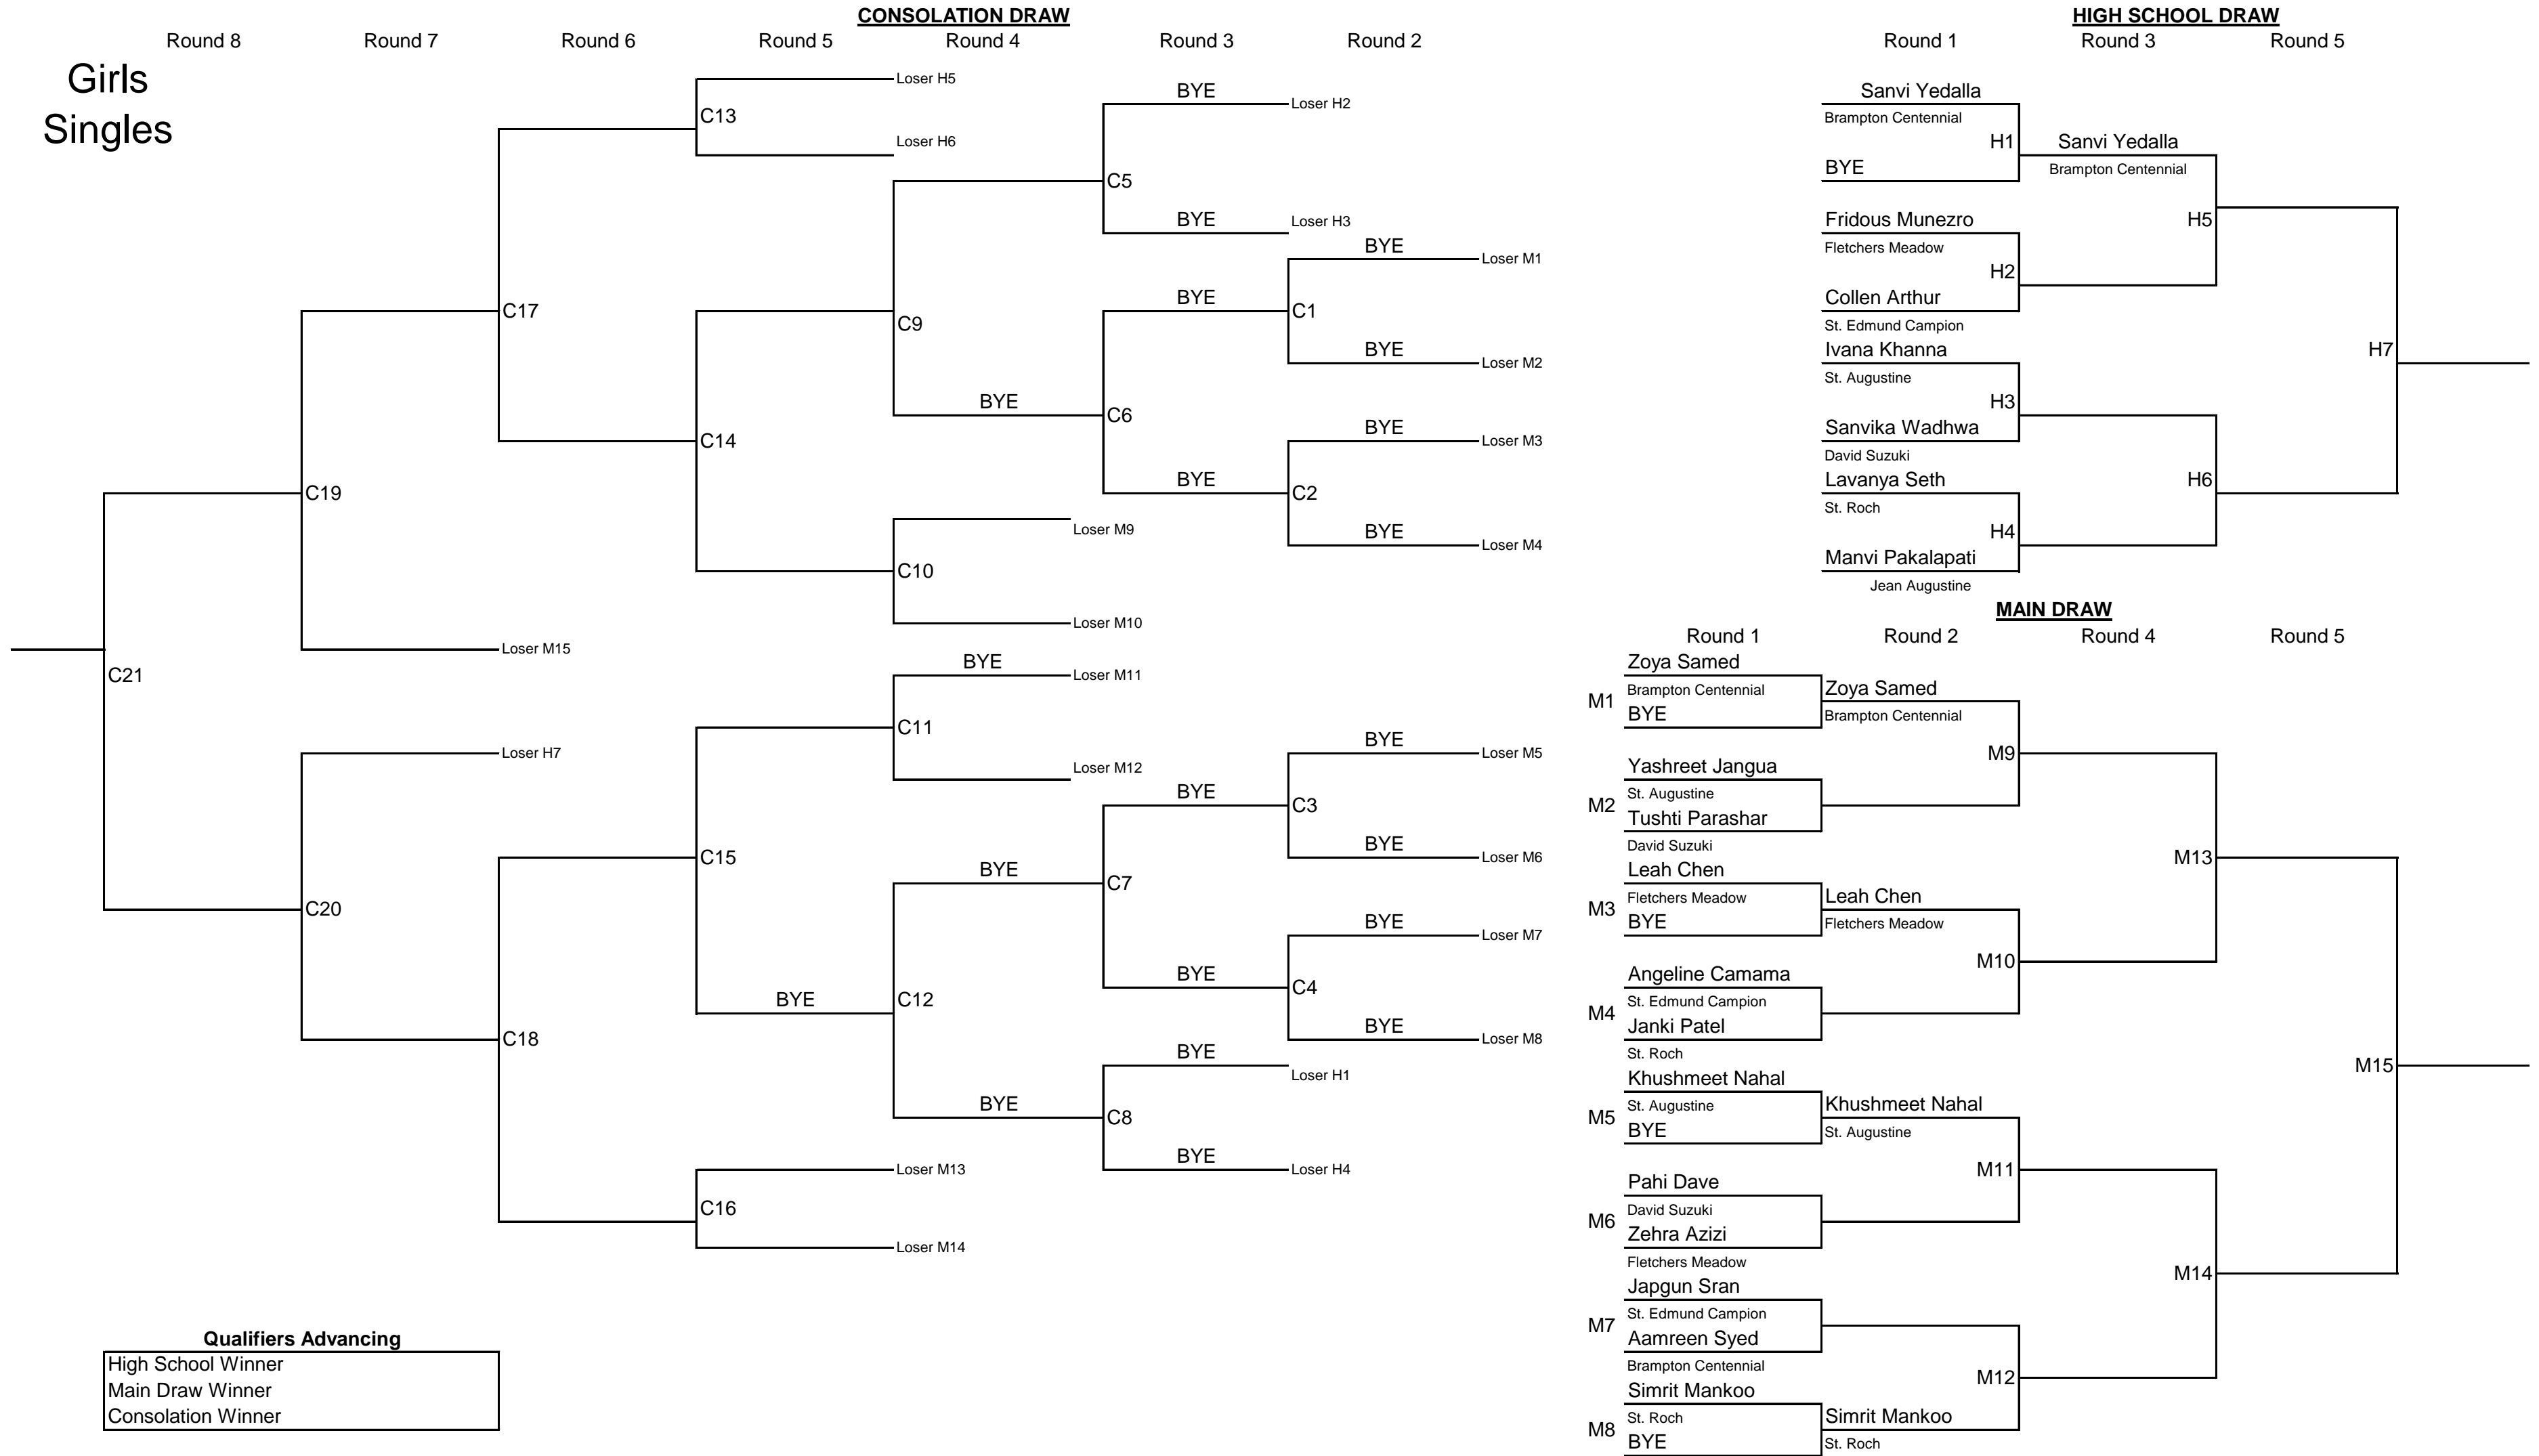 CONSOLATION DRAW
HIGH SCHOOL DRAW
Round 8 Round 7 Round 6 Round 5 Round 4 Round 3 Round 2
Round 1 Round 3 Round 5
Girls
Singles
Loser H5
C13
Loser H6
BYE
Loser H2
C5
BYE
Loser H3
BYE
Loser M1
BYE
C1
C17
C9
BYE
Loser M2
BYE
C6
C14
BYE
Loser M3
BYE
C2
C19
BYE
Loser M4
Loser M9
C10
Loser M10
Loser M15
C21
BYE
Loser M11
C11
Loser M12
Loser H7
BYE
Loser M5
BYE
C3
C15
BYE
Loser M6
BYE
C7
C20
BYE
Loser M7
BYE
C4
BYE
C12
C18
BYE
Loser M8
BYE
Loser H1
BYE
C8
BYE
Loser H4
Loser M13
C16
Loser M14
Qualifiers Advancing
High School Winner
Main Draw Winner
Consolation Winner
Sanvi Yedalla
Brampton Centennial
H1
BYE
Sanvi Yedalla
Brampton Centennial
Fridous Munezro
Fletchers Meadow
H5
H2
Collen Arthur
St. Edmund Campion
Ivana Khanna
St. Augustine
H7
H3
Sanvika Wadhwa
David Suzuki
Lavanya Seth
St. Roch
H6
H4
Manvi Pakalapati
Jean Augustine
MAIN DRAW
Round 1 Round 2 Round 4 Round 5
Zoya Samed
M1
Brampton Centennial
BYE
Zoya Samed
Brampton Centennial
M9
Yashreet Jangua
M2
St. Augustine
Tushti Parashar
David Suzuki
M13
Leah Chen
M3
Fletchers Meadow
BYE
Leah Chen
Fletchers Meadow
M10
Angeline Camama
M4
St. Edmund Campion
Janki Patel
St. Roch
M15
Khushmeet Nahal
M5
St. Augustine
BYE
Khushmeet Nahal
St. Augustine
M11
Pahi Dave
M6
David Suzuki
Zehra Azizi
Fletchers Meadow
M14
Japgun Sran
M7
St. Edmund Campion
Aamreen Syed
Brampton Centennial
M12
Simrit Mankoo
M8
St. Roch
BYE
Simrit Mankoo
St. Roch